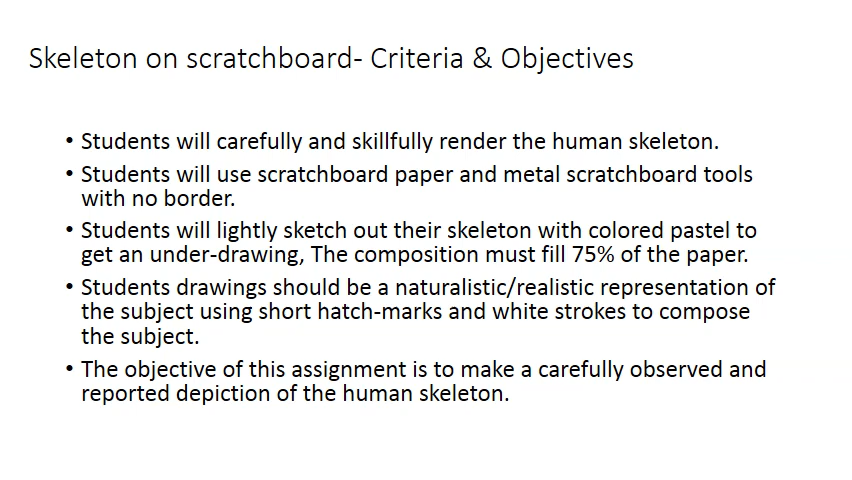 Skeleton on scratchboard- Criteria & Objectives
• Students will carefully and skillfully render the human skeleton.
• Students will use scratchboard paper and metal scratchboard tools
with no border.
• Students will lightly sketch out their skeleton with colored pastel to
get an under-drawing, The composition must fill 75% of the paper.
• Students drawings should be a naturalistic/realistic representation of
the subject using short hatch-marks and white strokes to compose
the subject.
• The objective of this assignment is to make a carefully observed and
reported depiction of the human skeleton.